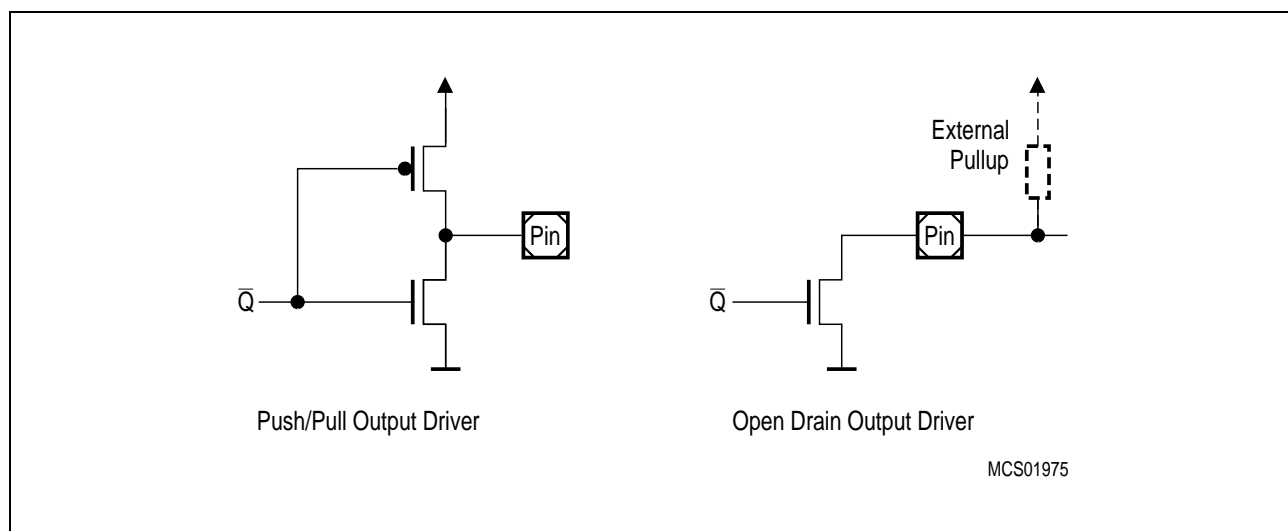 External
Pullup
Pin
Pin
Q̅
Q̅
Push/Pull Output Driver
Open Drain Output Driver
MCS01975